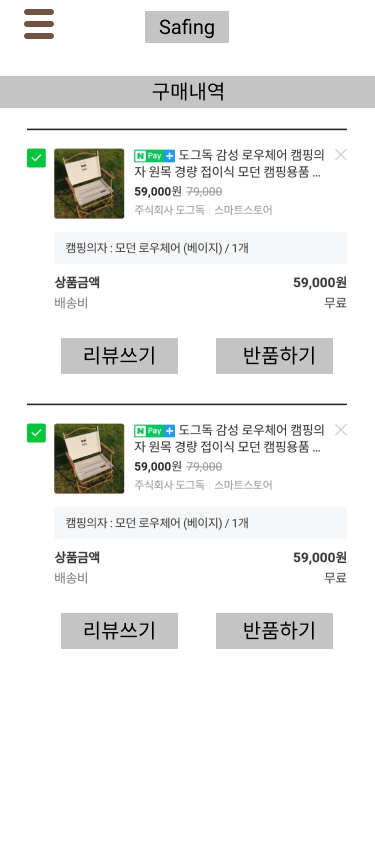 Safing
구매내역
N Pay + 도그독 감성 로우체어 캠핑의
자 원목 경량 접이식 모던 캠핑용품 ...
59,000원 79,000
주식회사 도그독 스마트스토어
캠핑의자 : 모던 로우체어 (베이지) / 1개
상품금액 59,000원
배송비 무료
리뷰쓰기 반품하기
N Pay + 도그독 감성 로우체어 캠핑의
자 원목 경량 접이식 모던 캠핑용품 ...
59,000원 79,000
주식회사 도그독 스마트스토어
캠핑의자 : 모던 로우체어 (베이지) / 1개
상품금액 59,000원
배송비 무료
리뷰쓰기 반품하기